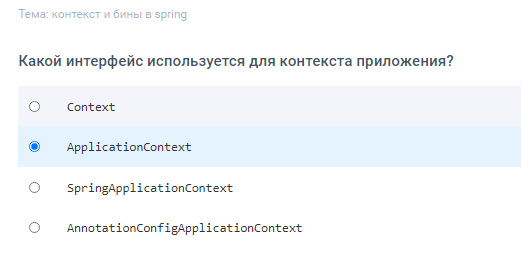 Тема: контекст и бины в spring
Какой интерфейс используется для контекста приложения?
Context
ApplicationContext
SpringApplicationContext
AnnotationConfigApplicationContext